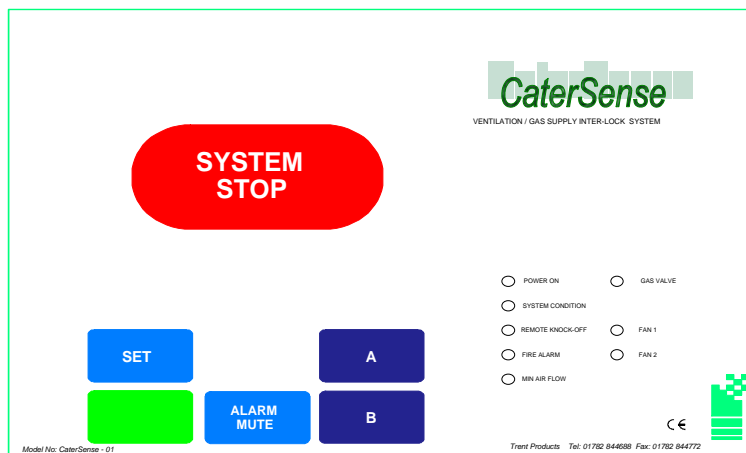 CaterSense
VENTILATION / GAS SUPPLY INTER-LOCK SYSTEM
SYSTEM
STOP
POWER ON
GAS VALVE
SYSTEM CONDITION
REMOTE KNOCK-OFF
FAN 1
FIRE ALARM
FAN 2
MIN AIR FLOW
SET
A
ALARM
MUTE
B
CE
Model No: CaterSense - 01
Trent Products Tel: 01782 844688 Fax: 01782 844772